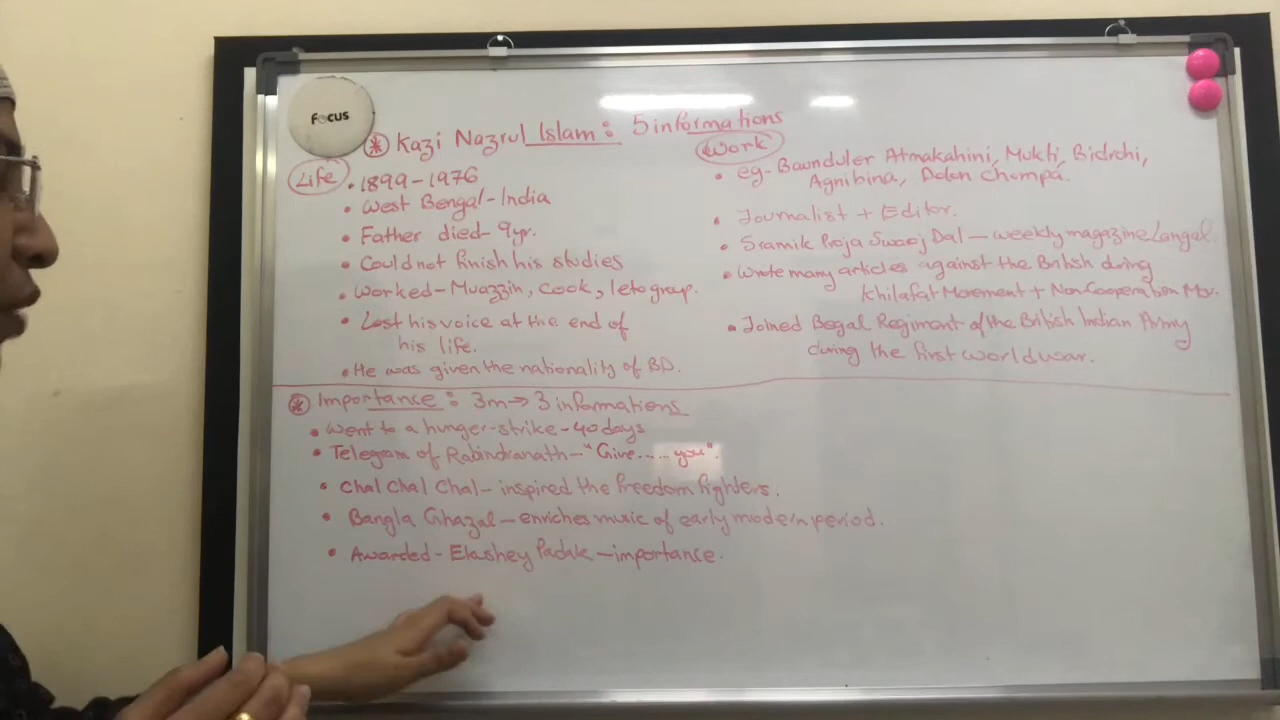 Focus
* Kazi Nazrul Islam: 5 informations
Life
• 1899-1976
• West Bengal-India
• Father died- 9yr.
• Could not finish his studies
• Worked-Muazzin, Cook, leto group.
• Lost his voice at the end of
his life.
• He was given the nationality of BD.
Work
• eg- Baunduler Atmakahini, Mukti, Bidrohi,
Agnibina, Dolon Chompa.
• Journalist + Editor.
• Sramik Proja Swaraj Dal - weekly magazine Langal.
• Wrote many articles against the British during
Khilafat Movement + Non Cooperation Mov.
• Joined Begal Regiment of the British Indian Army
during the first world war.
* Importance: 3m→3 informations
• Went to a hunger-strike-40 days
• Telegram of Rabindranath-"Give......you".
• Chal Chal Chal- inspired the freedom fighters.
• Bangla Ghazal-enriches music of early modern period.
• Awarded- Ekushey Padak -importance.